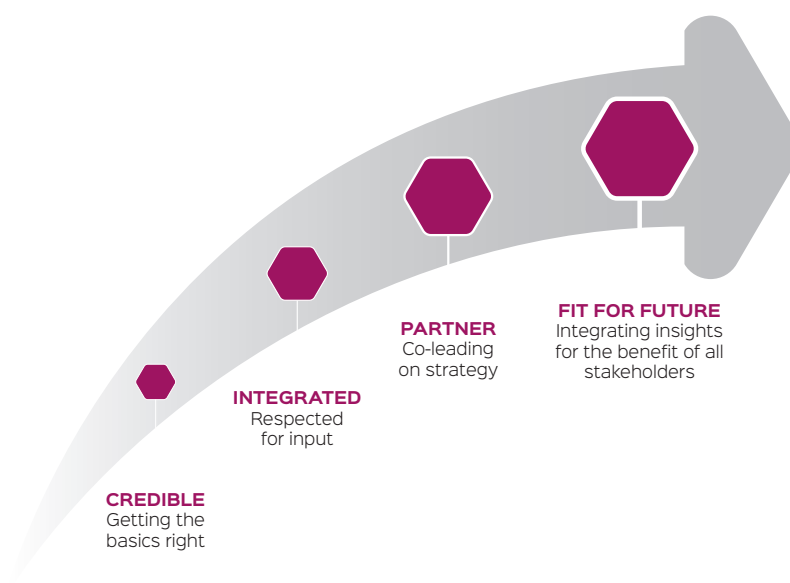 CREDIBLE
Getting the
basics right
INTEGRATED
Respected
for input
PARTNER
Co-leading
on strategy
FIT FOR FUTURE
Integrating insights
for the benefit of all
stakeholders